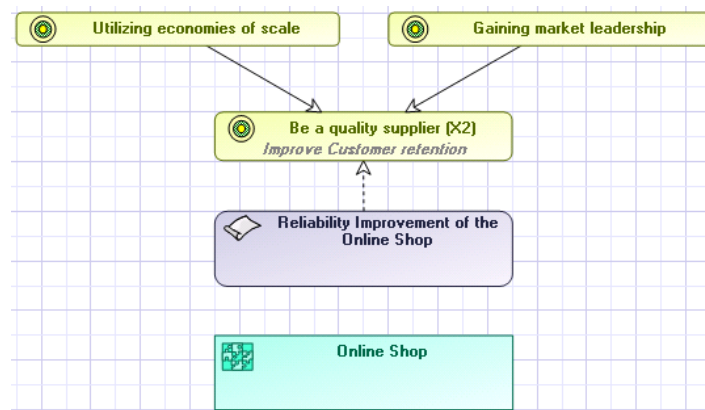 Utilizing economies of scale
Gaining market leadership
Be a quality supplier (X2)
Improve Customer retention
Reliability Improvement of the
Online Shop
Online Shop